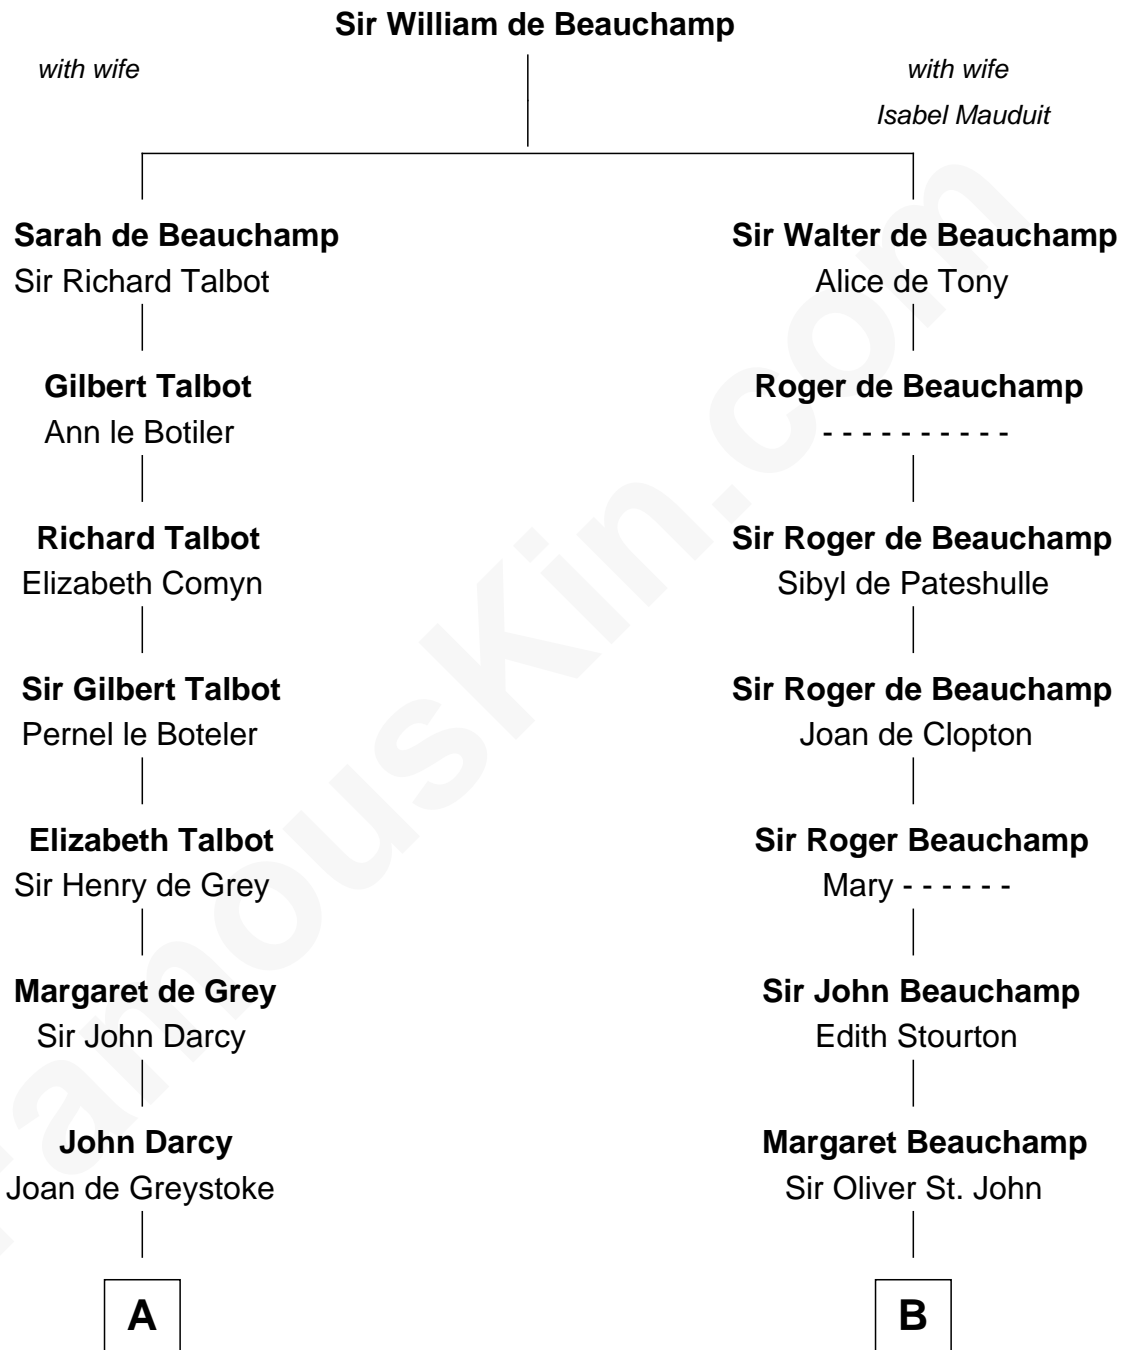 Sir William de Beauchamp
with wife
with wife
Isabel Mauduit
Sarah de Beauchamp
Sir Richard Talbot
Sir Walter de Beauchamp
Alice de Tony
Gilbert Talbot
Ann le Botiler
Roger de Beauchamp
- - - - - - - - - -
Richard Talbot
Elizabeth Comyn
Sir Roger de Beauchamp
Sibyl de Pateshulle
Sir Gilbert Talbot
Pernel le Boteler
Sir Roger de Beauchamp
Joan de Clopton
Elizabeth Talbot
Sir Henry de Grey
Sir Roger Beauchamp
Mary - - - - - -
Margaret de Grey
Sir John Darcy
Sir John Beauchamp
Edith Stourton
John Darcy
Joan de Greystoke
Margaret Beauchamp
Sir Oliver St. John
A
B
FamousKin.com